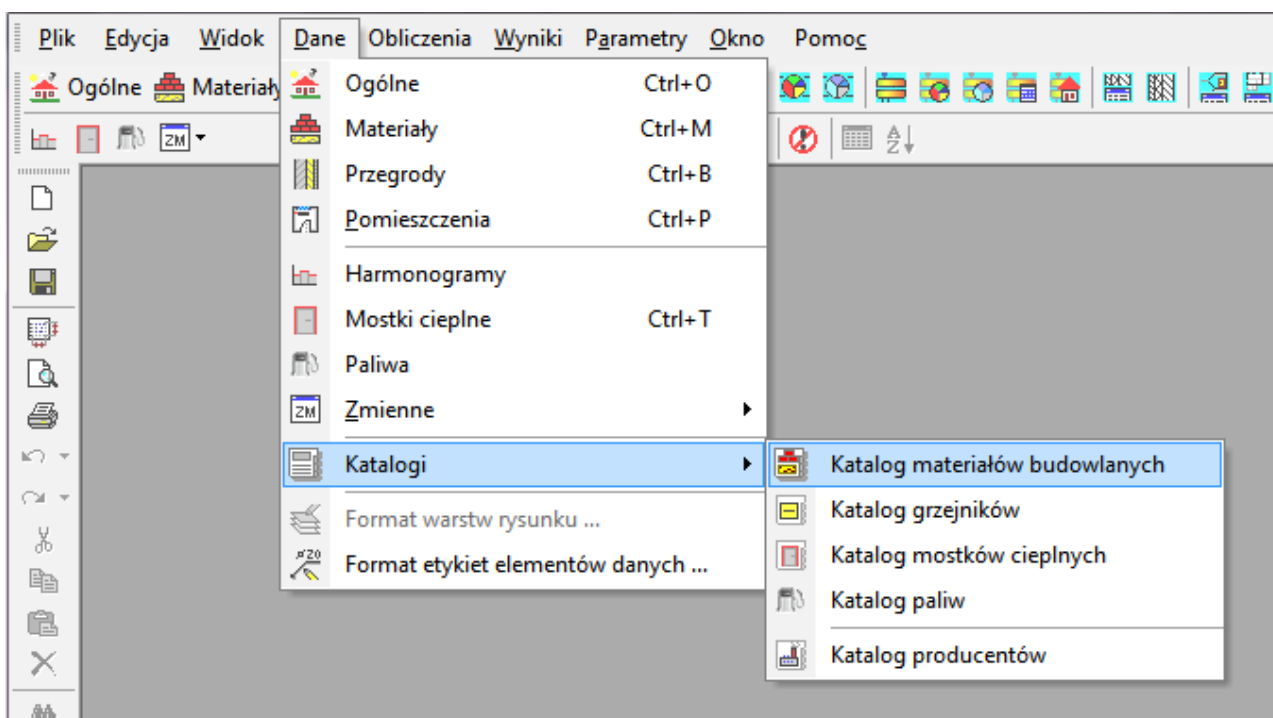 Plik Edycja Widok Dane Obliczenia Wyniki Parametry Okno Pomoc
Ogólne Materiały
ZM
Ogólne Ctrl+O
Materiały Ctrl+M
Przegrody Ctrl+B
Pomieszczenia Ctrl+P
Harmonogramy
Mostki cieplne Ctrl+T
Paliwa
ZM Zmienne
Katalogi
Format warstw rysunku ...
Format etykiet elementów danych ...
Katalog materiałów budowlanych
Katalog grzejników
Katalog mostków cieplnych
Katalog paliw
Katalog producentów